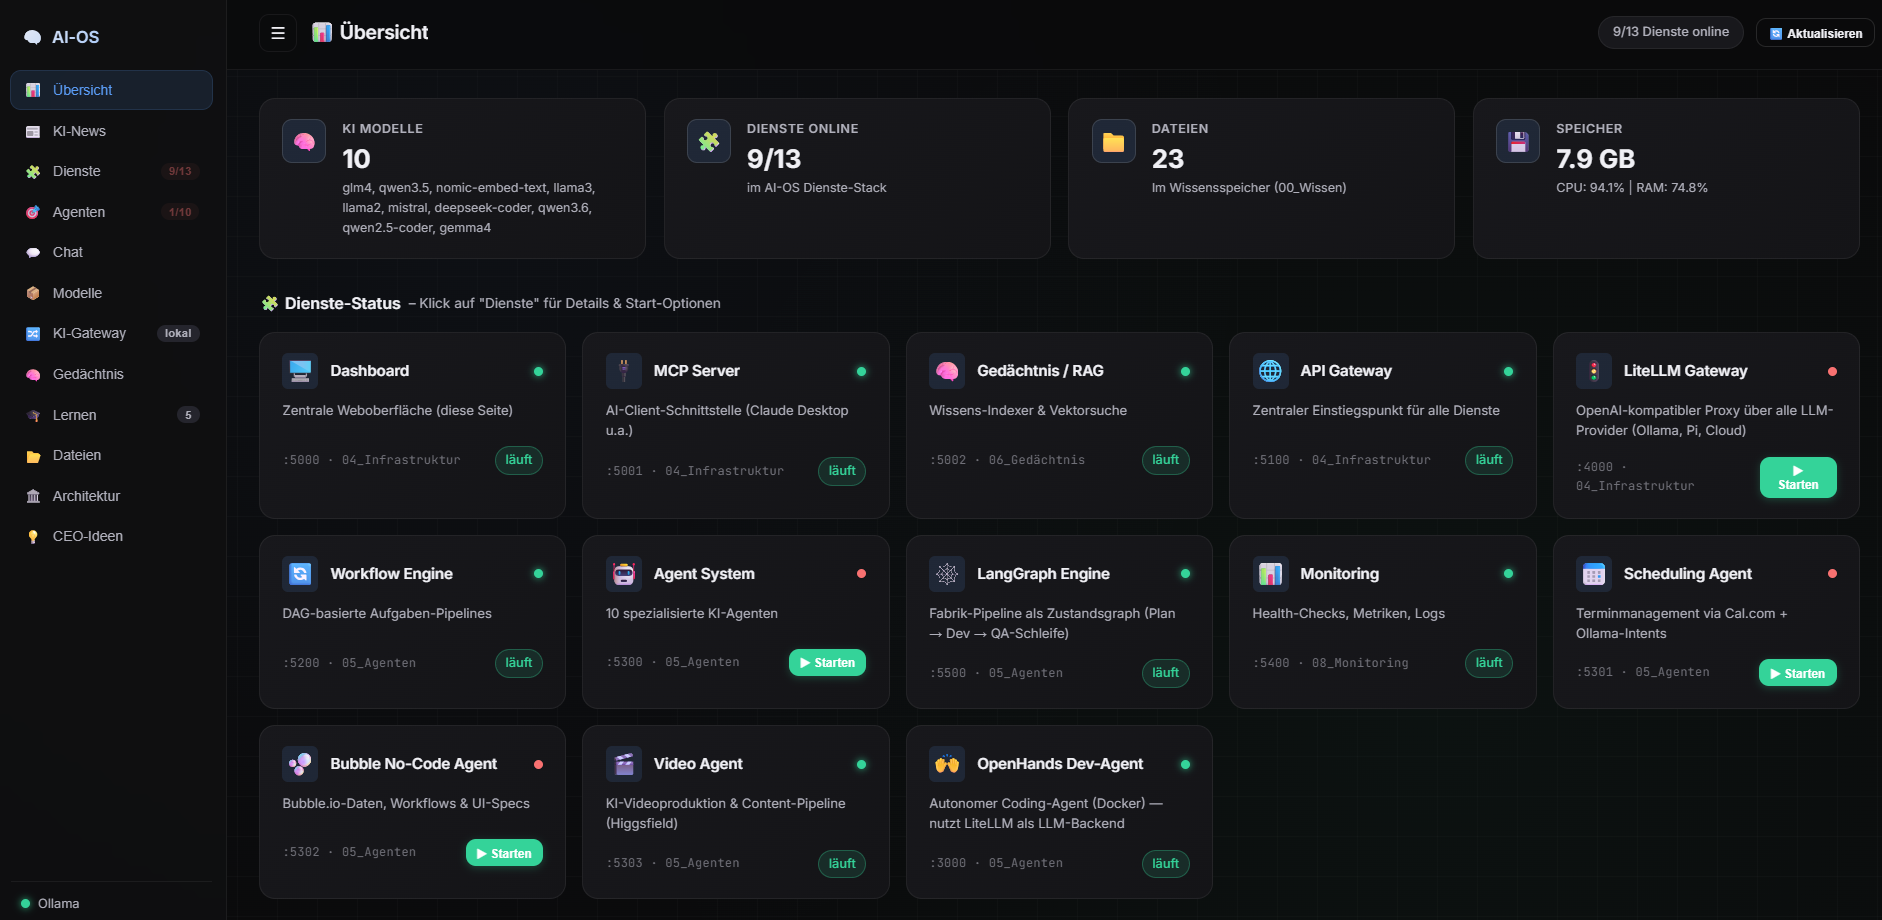 AI-OS
Übersicht
KI-News
Dienste 9/13
Agenten 1/10
Chat
Modelle
KI-Gateway lokal
Gedächtnis
Lernen 5
Dateien
Architektur
CEO-Ideen
Ollama
Übersicht
9/13 Dienste online
Aktualisieren
KI MODELLE
10
glm4, qwen3.5, nomic-embed-text, llama3,
llama2, mistral, deepseek-coder, qwen3.6,
qwen2.5-coder, gemma4
DIENSTE ONLINE
9/13
im AI-OS Dienste-Stack
DATEIEN
23
Im Wissensspeicher (00_Wissen)
SPEICHER
7.9 GB
CPU: 94.1% | RAM: 74.8%
Dienste-Status – Klick auf "Dienste" für Details & Start-Optionen
Dashboard
Zentrale Weboberfläche (diese Seite)
:5000 · 04_Infrastruktur läuft
MCP Server
AI-Client-Schnittstelle (Claude Desktop
u.a.)
:5001 · 04_Infrastruktur läuft
Gedächtnis / RAG
Wissens-Indexer & Vektorsuche
:5002 · 06_Gedächtnis läuft
API Gateway
Zentraler Einstiegspunkt für alle Dienste
:5100 · 04_Infrastruktur läuft
LiteLLM Gateway
OpenAI-kompatibler Proxy über alle LLM-
Provider (Ollama, Pi, Cloud)
:4000 ·
04_Infrastruktur
▶
Starten
Workflow Engine
DAG-basierte Aufgaben-Pipelines
:5200 · 05_Agenten läuft
Agent System
10 spezialisierte KI-Agenten
:5300 · 05_Agenten ▶ Starten
LangGraph Engine
Fabrik-Pipeline als Zustandsgraph (Plan
→ Dev → QA-Schleife)
:5500 · 05_Agenten läuft
Monitoring
Health-Checks, Metriken, Logs
:5400 · 08_Monitoring läuft
Scheduling Agent
Terminmanagement via Cal.com +
Ollama-Intents
:5301 · 05_Agenten ▶ Starten
Bubble No-Code Agent
Bubble.io-Daten, Workflows & UI-Specs
:5302 · 05_Agenten ▶ Starten
Video Agent
KI-Videoproduktion & Content-Pipeline
(Higgsfield)
:5303 · 05_Agenten läuft
OpenHands Dev-Agent
Autonomer Coding-Agent (Docker) —
nutzt LiteLLM als LLM-Backend
:3000 · 05_Agenten läuft